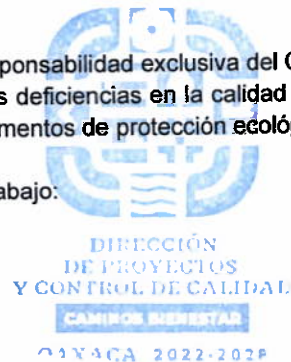 ponsabilidad exclusiva del C
s deficiencias en la calidad
mentos de protección ecoló
abajo:
DIRECCIÓN
DE PROYECTOS
Y CONTROL DE CALIDAD
CAMINOS BIENESTAR
OAXACA 2022-2028